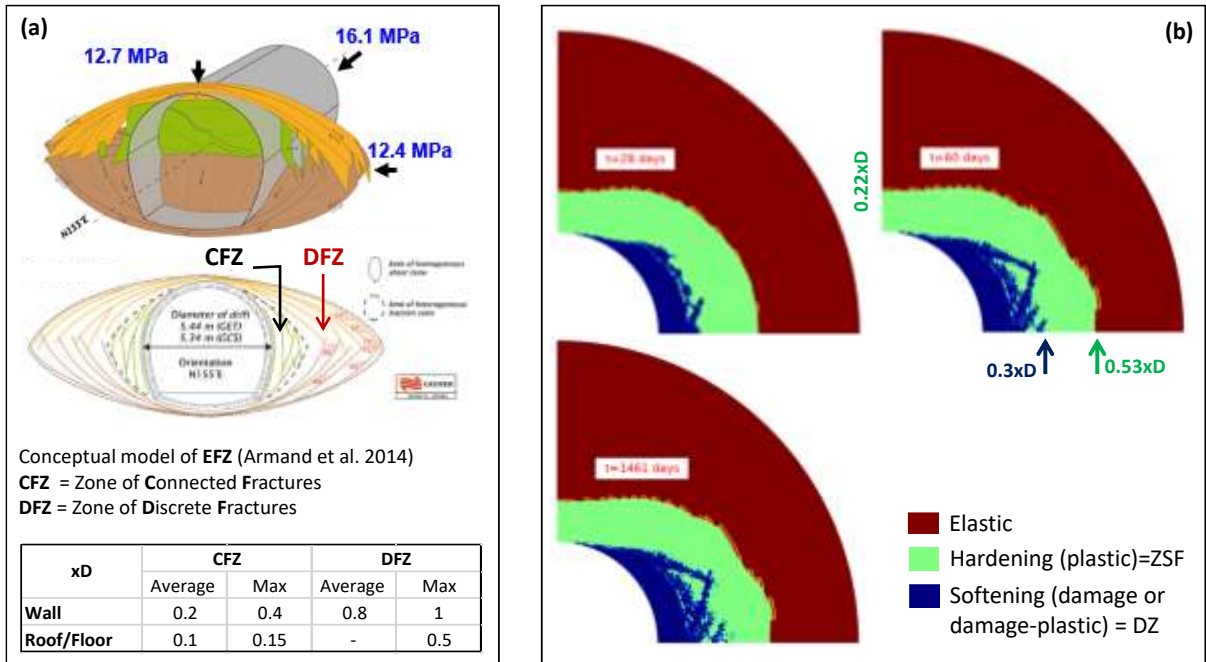 (a)
16.1 MPa
12.7 MPa
12.4 MPa
N155°E
CFZ DFZ
Diameter of drift
5.44 m (GET)
5.34 m (GCS)
Orientation
N155°E
Conceptual model of EFZ (Armand et al. 2014)
CFZ = Zone of Connected Fractures
DFZ = Zone of Discrete Fractures
xD CFZ DFZ
Average Max Average Max
Wall 0.2 0.4 0.8 1
Roof/Floor 0.1 0.15 - 0.5
(b)
t=28 days
t=60 days
0.22xD
0.3xD
0.53xD
t=1461 days
Elastic
Hardening (plastic)=ZSF
Softening (damage or
damage-plastic) = DZ